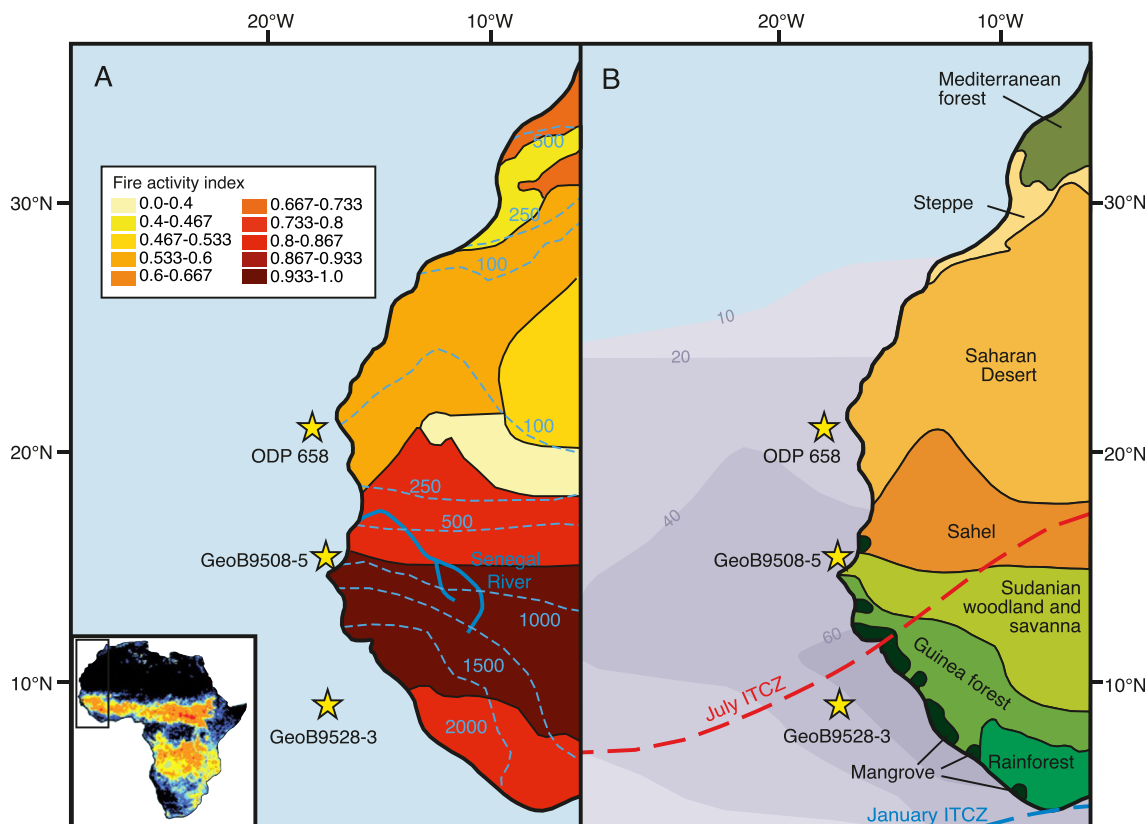 20°W
10°W
20°W
10°W
A
B
Mediterranean
forest
500
Fire activity index
0.0-0.4
0.4-0.467
0.467-0.533
0.533-0.6
0.6-0.667
0.667-0.733
0.733-0.8
0.8-0.867
0.867-0.933
0.933-1.0
30°N
30°N
Steppe
250
100
10
20
Saharan
Desert
100
ODP 658
ODP 658
20°N
20°N
250
500
40
Sahel
GeoB9508-5
GeoB9508-5
Senegal
River
Sudanian
woodland and
savanna
1000
60
1500
Guinea forest
10°N
10°N
July ITCZ
2000
GeoB9528-3
GeoB9528-3
Mangrove
Rainforest
January ITCZ